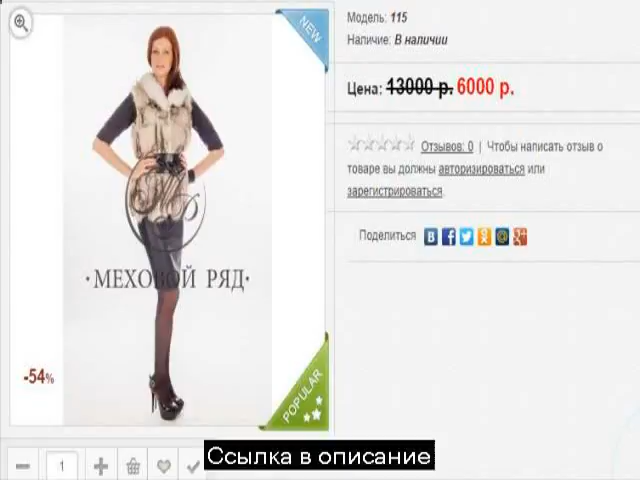 NEW
Модель: 115
Наличие: В наличии
Цена: 13000 р. 6000 р.
Отзывов: 0 | Чтобы написать отзыв о
товаре вы должны авторизироваться или
зарегистрироваться.
Поделиться
·МЕХОВОЙ РЯД·
-54%
POPULAR
1
Ссылка в описание